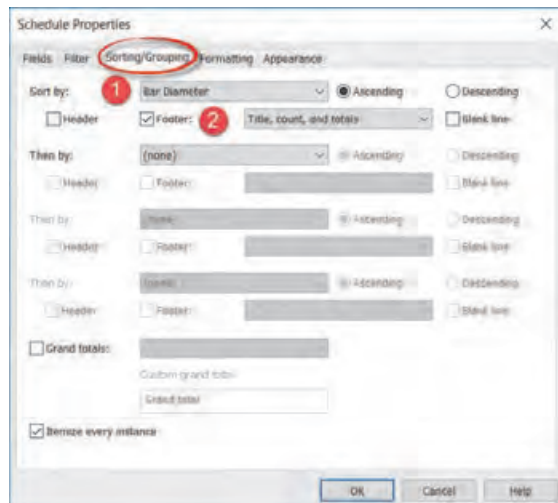 Schedule Properties X
Fields Filter Sorting/Grouping Formatting Appearance
Sort by: 1 Bar Diameter Ascending Descending
Header Footer: 2 Title, count, and totals Blank line
Then by: (none) Ascending Descending
Header Footer: Blank line
Then by: (none) Ascending Descending
Header Footer: Blank line
Then by: (none) Ascending Descending
Header Footer: Blank line
Grand totals:
Custom grand total
Grand total
Itemize every instance
OK Cancel Help